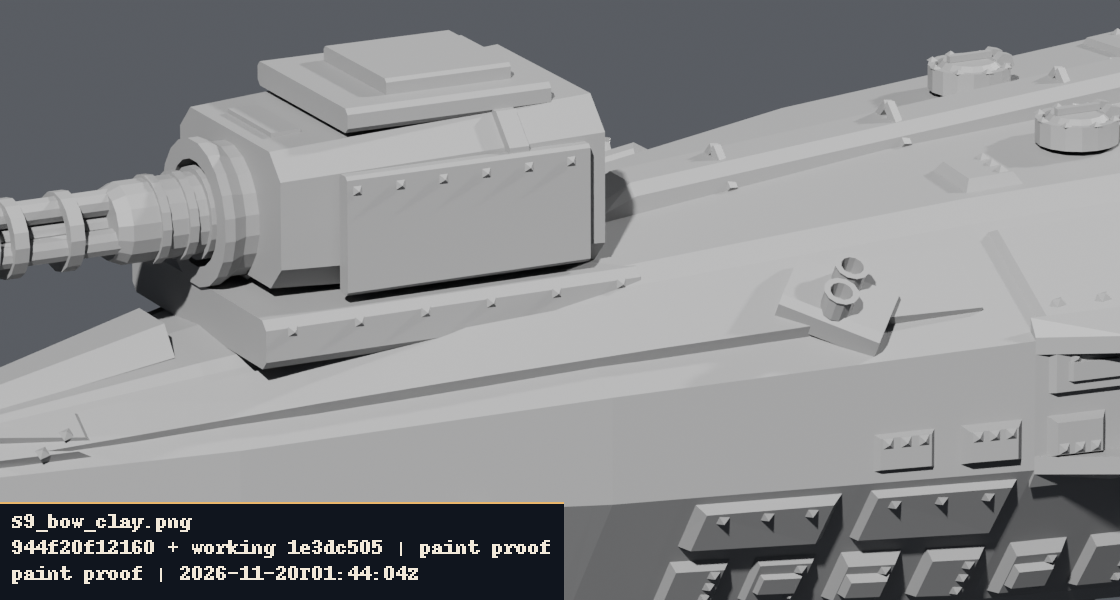 s9_bow_clay.png
944f20f12160 + working 1e3dc505 | paint proof
paint proof | 2026-11-20T01:44:04Z